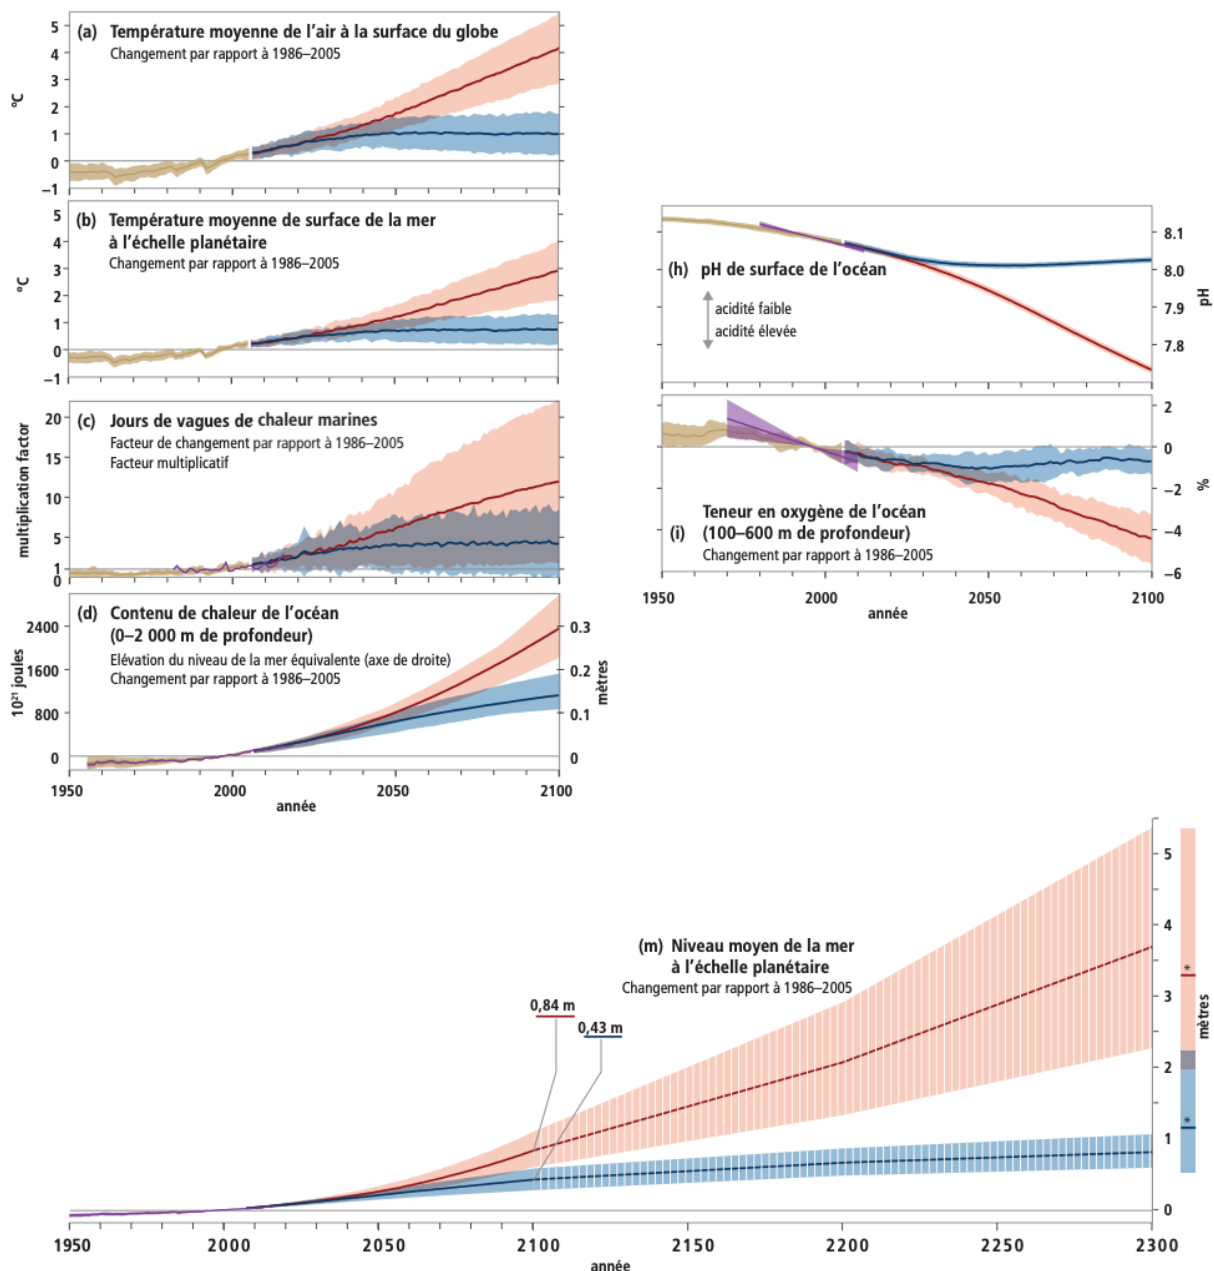 (a) Température moyenne de l'air à la surface du globe
Changement par rapport à 1986–2005
5
4
3
2
1
0
–1
°C
(b) Température moyenne de surface de la mer
à l'échelle planétaire
Changement par rapport à 1986–2005
5
4
3
2
1
0
–1
°C
(c) Jours de vagues de chaleur marines
Facteur de changement par rapport à 1986–2005
Facteur multiplicatif
20
15
10
5
1
0
multiplication factor
(d) Contenu de chaleur de l'océan
(0–2 000 m de profondeur)
Elévation du niveau de la mer équivalente (axe de droite)
Changement par rapport à 1986–2005
2400
1600
800
0
10²¹ joules
0.3
0.2
0.1
0
mètres
1950 2000 2050 2100
année
(h) pH de surface de l'océan
acidité faible
acidité élevée
8.1
8.0
7.9
7.8
pH
2
0
–2
–4
–6
%
Teneur en oxygène de l'océan
(i) (100–600 m de profondeur)
Changement par rapport à 1986–2005
1950 2000 2050 2100
année
(m) Niveau moyen de la mer
à l'échelle planétaire
Changement par rapport à 1986–2005
0,84 m
0,43 m
5
4
3
2
1
0
*
*
mètres
1950 2000 2050 2100 2150 2200 2250 2300
année